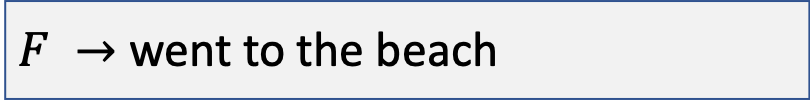 F → went to the beach